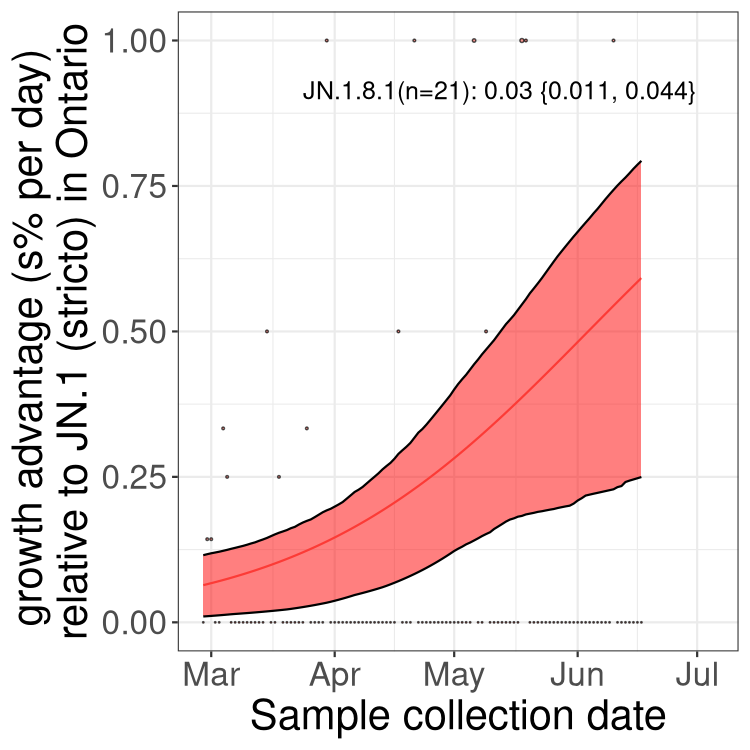 growth advantage (s% per day)
relative to JN.1 (stricto) in Ontario
1.00
0.75
0.50
0.25
0.00
JN.1.8.1(n=21): 0.03 {0.011, 0.044}
Mar Apr May Jun Jul
Sample collection date